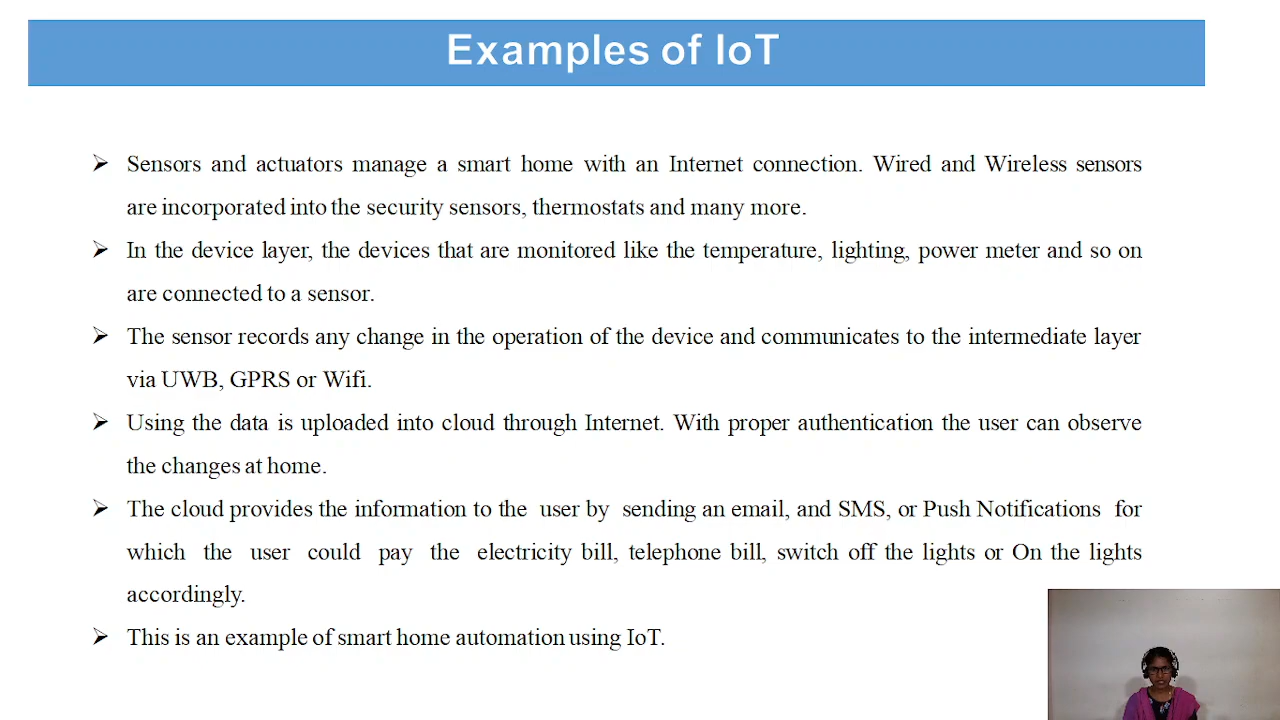 Examples of IoT
Sensors and actuators manage a smart home with an Internet connection. Wired and Wireless sensors
are incorporated into the security sensors, thermostats and many more.
In the device layer, the devices that are monitored like the temperature, lighting, power meter and so on
are connected to a sensor.
The sensor records any change in the operation of the device and communicates to the intermediate layer
via UWB, GPRS or Wifi.
Using the data is uploaded into cloud through Internet. With proper authentication the user can observe
the changes at home.
The cloud provides the information to the user by sending an email, and SMS, or Push Notifications for
which the user could pay the electricity bill, telephone bill, switch off the lights or On the lights
accordingly.
This is an example of smart home automation using IoT.